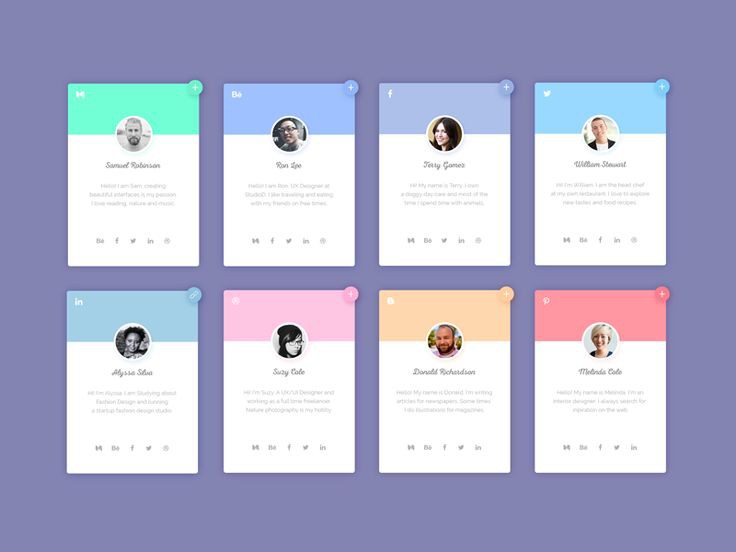 Bē
Samuel Robinson
Ron Lee
Terry Gomez
William Stewart
Hello! I am Sam, creating
beautiful interfaces is my passion
I love reading, nature and music.
Hello! I am Ron. UX Designer at
StudioD, I like traveling and eating
with my friends on free times.
Hi! My name is Terry. I own
a doggy day care and most of the
time I spend time with animals.
Hi! I'm William. I am the head chef
at my own restaurant. I love to explore
new tastes and food recipes.
Alyssa Silva
Suzy Cole
Donald Richardson
Melinda Cole
Hi! I'm Alyssa. I am Studying about
Fashion Design and running
a startup fashion design studio.
Hi! I'm Suzy. A UX/UI Designer and
working as a full time freelancer.
Nature photography is my hobby.
Hello! My name is Donald. I'm writing
articles for newspapers. Some times
I do illustrations for magazines.
Hello! My name is Melinda. I'm an
interior designer. I always search for
inpiration on the web.